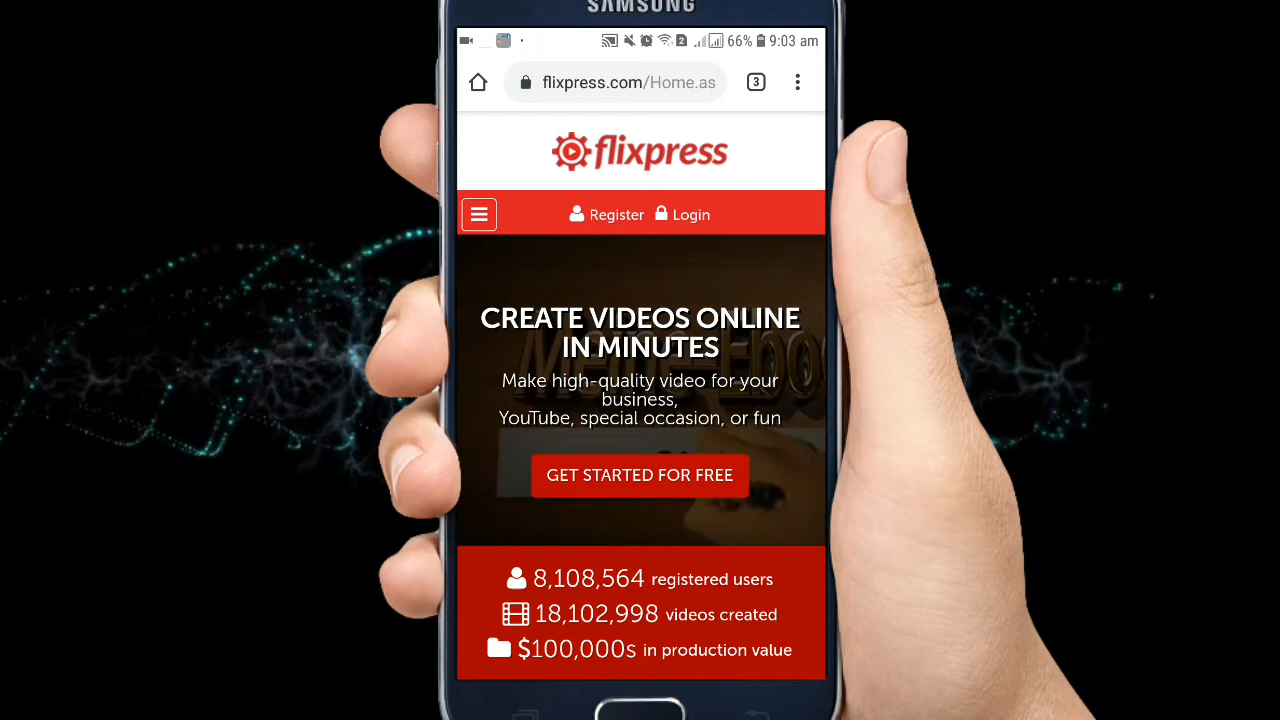 SAMSUNG
2 66% 9:03 am
flixpress.com/Home.as 3
flixpress
Register Login
CREATE VIDEOS ONLINE
IN MINUTES
Make high-quality video for your
business,
YouTube, special occasion, or fun
GET STARTED FOR FREE
8,108,564 registered users
18,102,998 videos created
$100,000s in production value